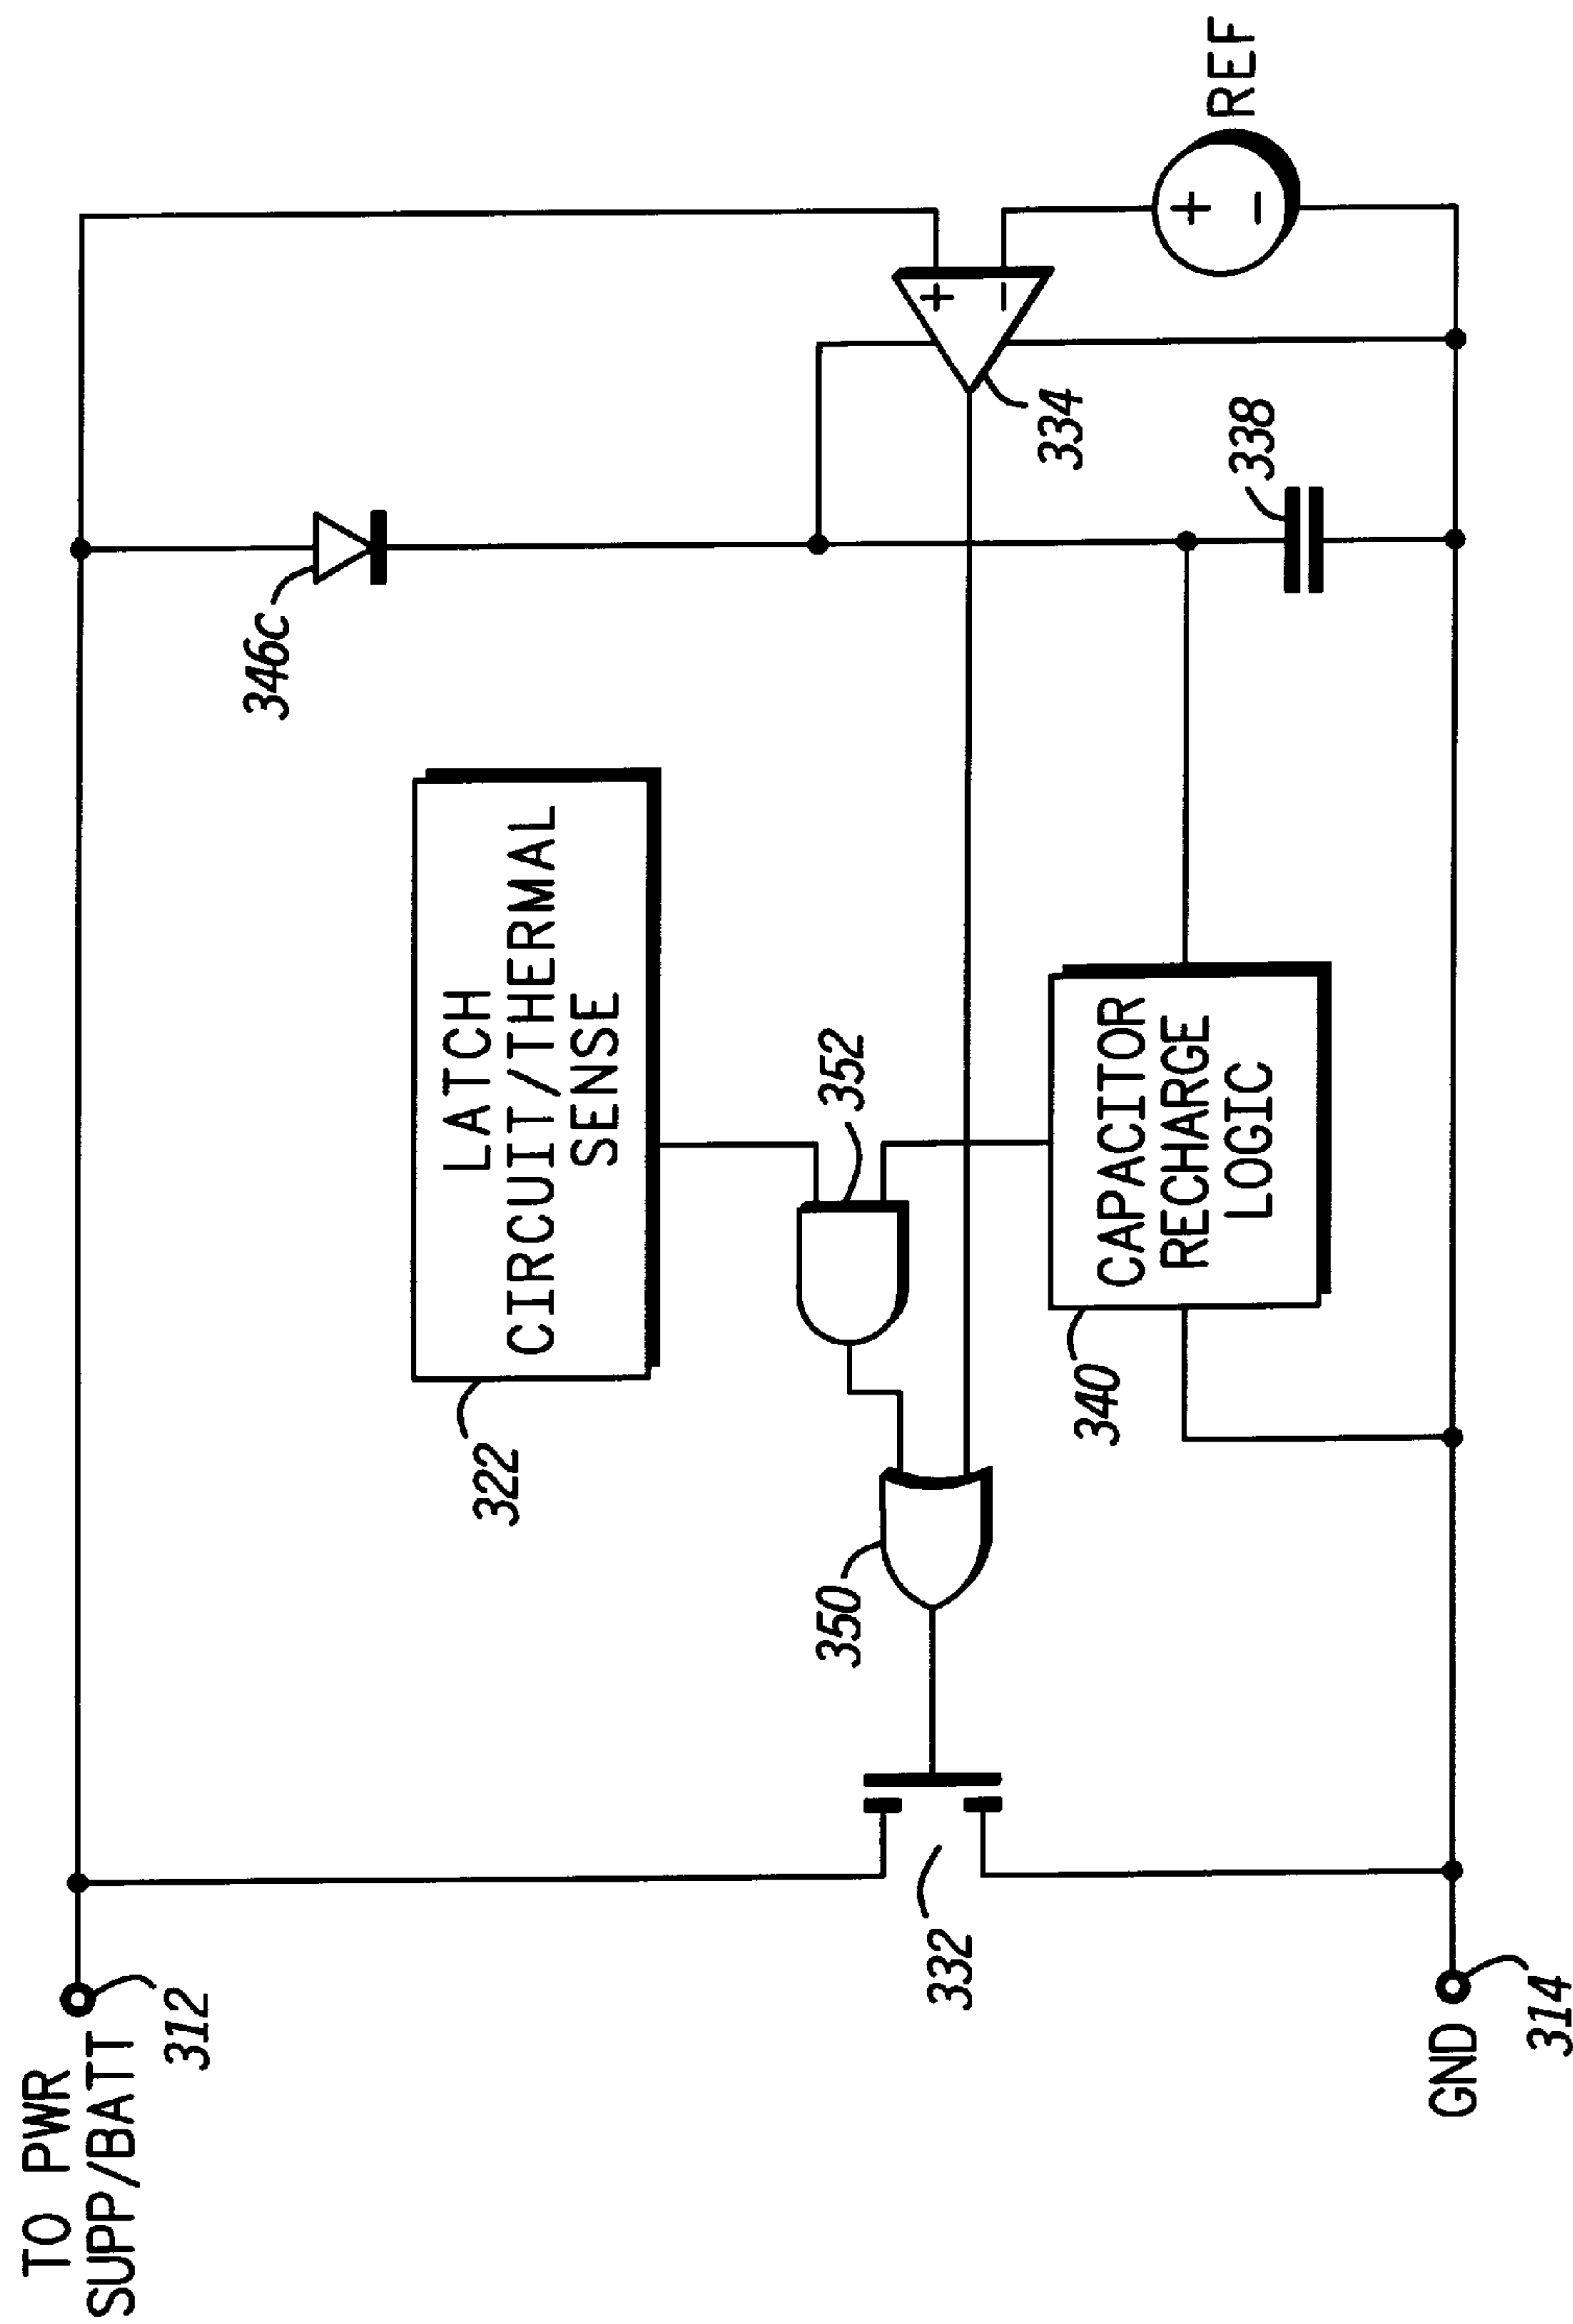 TO PWR
SUPP/BATT
312
346c
LATCH
CIRCUIT/THERMAL
SENSE
322
352
350
332
334
+
−
338
CAPACITOR
RECHARGE
LOGIC
340
+
−
REF
GND
314